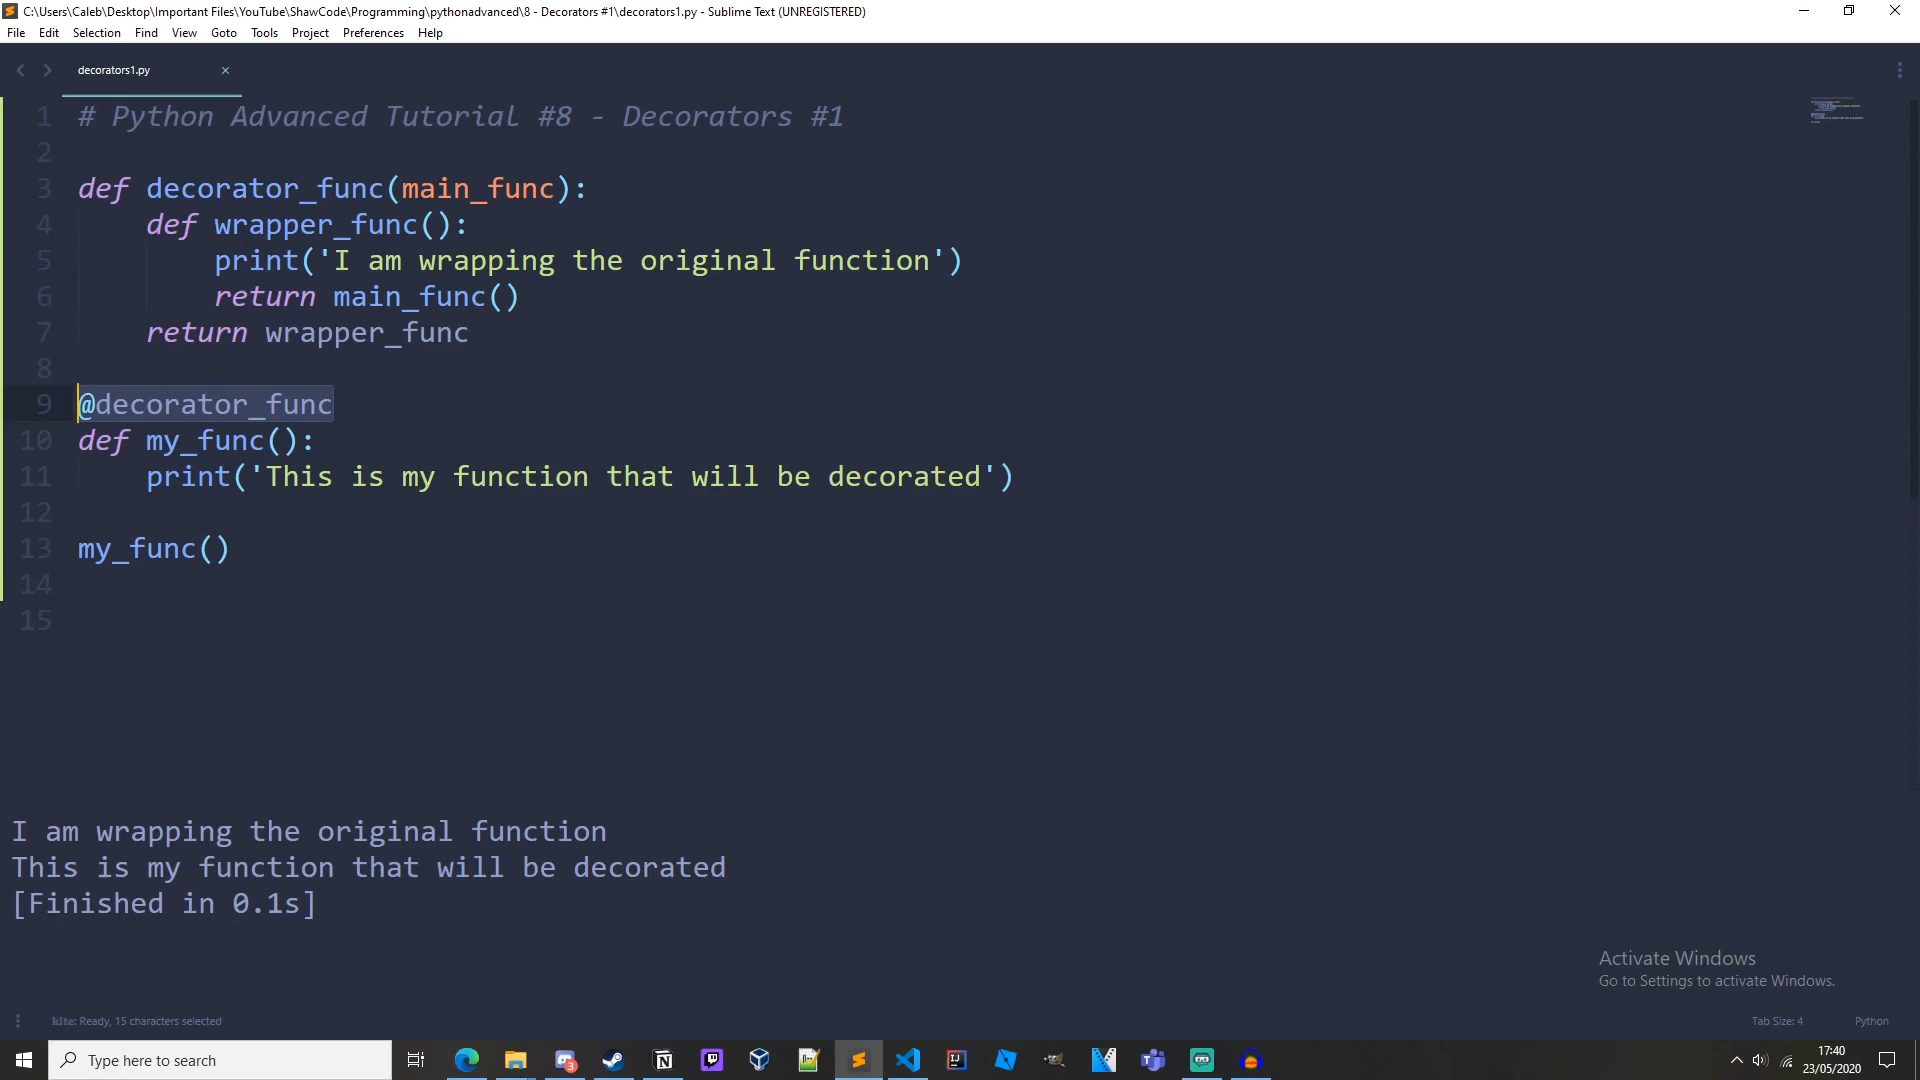 C:\Users\Caleb\Desktop\Important Files\YouTube\ShawCode\Programming\pythonadvanced\8 - Decorators #1\decorators1.py - Sublime Text (UNREGISTERED)
File Edit Selection Find View Goto Tools Project Preferences Help
decorators1.py
1 # Python Advanced Tutorial #8 - Decorators #1
2
3 def decorator_func(main_func):
4 def wrapper_func():
5 print('I am wrapping the original function')
6 return main_func()
7 return wrapper_func
8
9 @decorator_func
10 def my_func():
11 print('This is my function that will be decorated')
12
13 my_func()
14
15
I am wrapping the original function
This is my function that will be decorated
[Finished in 0.1s]
Activate Windows
Go to Settings to activate Windows.
kite: Ready, 15 characters selected
Tab Size: 4 Python
Type here to search
3
17:40
23/05/2020